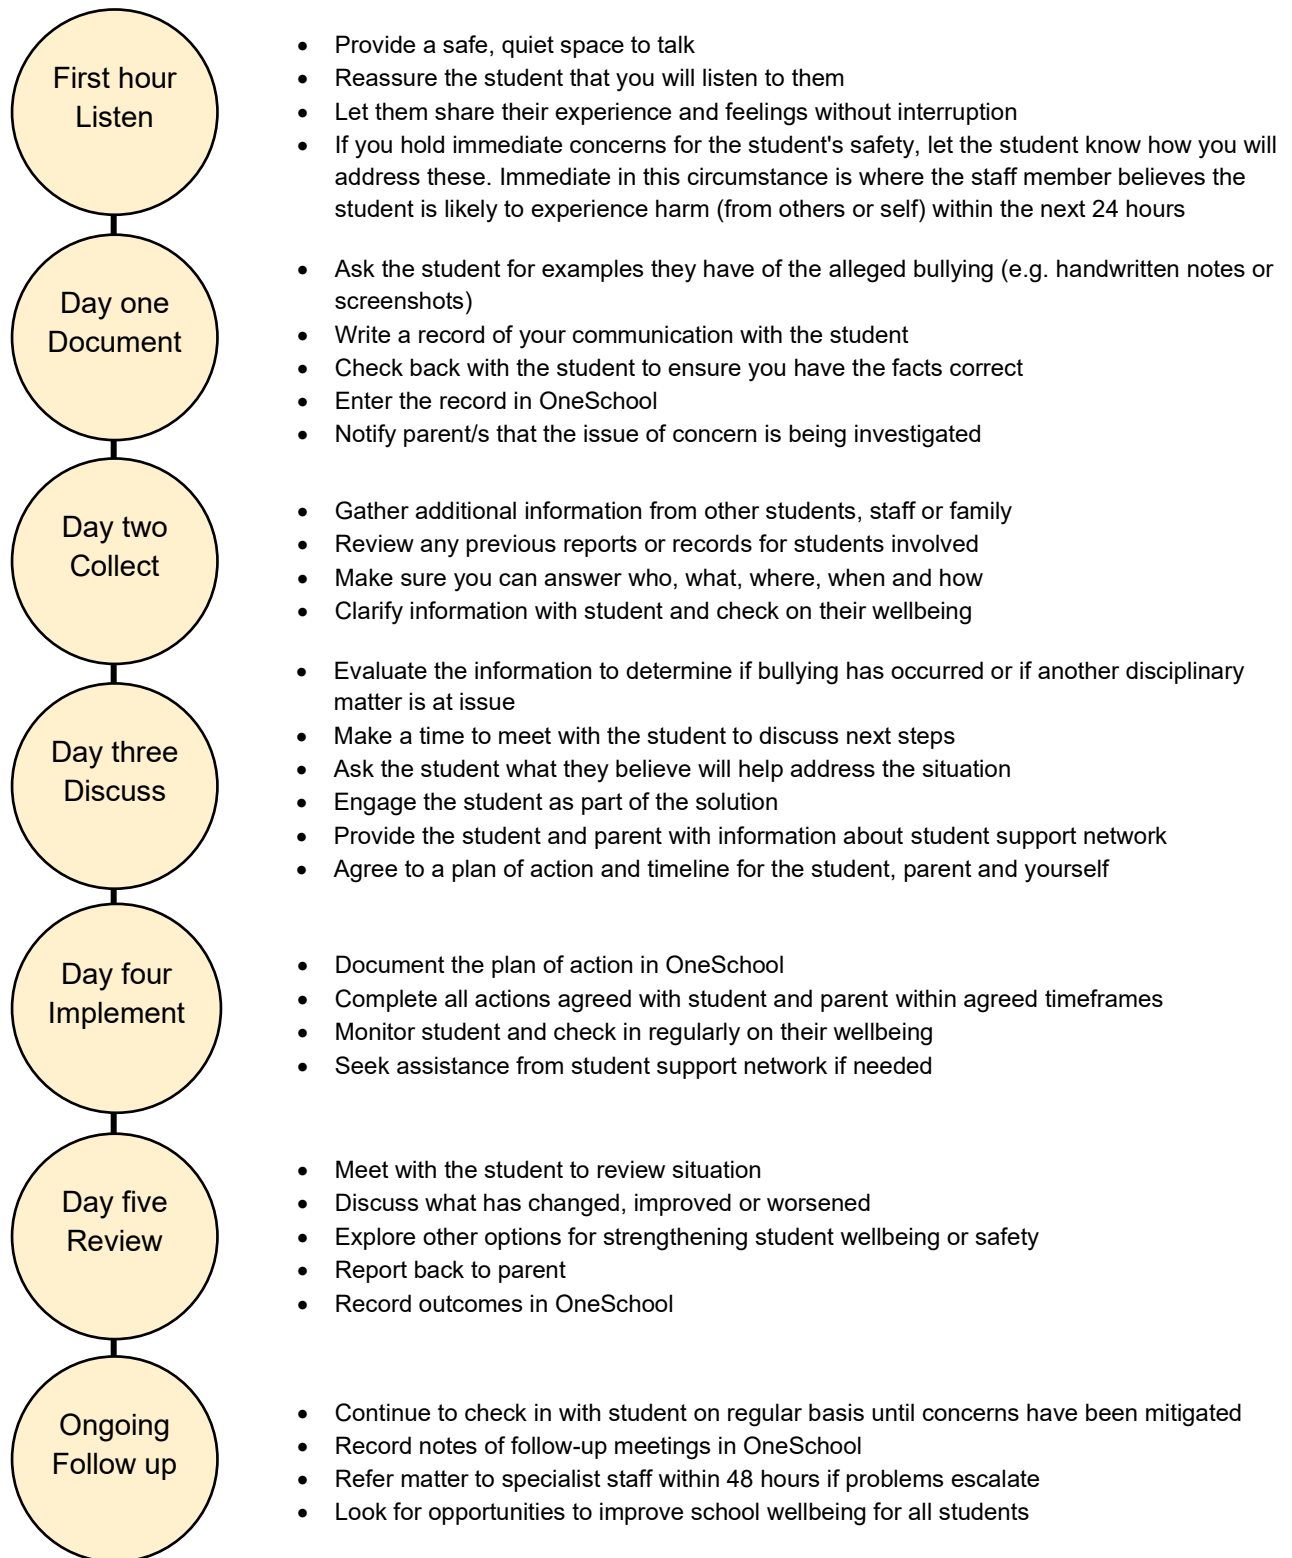 First hour
Listen
• Provide a safe, quiet space to talk
• Reassure the student that you will listen to them
• Let them share their experience and feelings without interruption
• If you hold immediate concerns for the student's safety, let the student know how you will
address these. Immediate in this circumstance is where the staff member believes the
student is likely to experience harm (from others or self) within the next 24 hours
Day one
Document
• Ask the student for examples they have of the alleged bullying (e.g. handwritten notes or
screenshots)
• Write a record of your communication with the student
• Check back with the student to ensure you have the facts correct
• Enter the record in OneSchool
• Notify parent/s that the issue of concern is being investigated
Day two
Collect
• Gather additional information from other students, staff or family
• Review any previous reports or records for students involved
• Make sure you can answer who, what, where, when and how
• Clarify information with student and check on their wellbeing
Day three
Discuss
• Evaluate the information to determine if bullying has occurred or if another disciplinary
matter is at issue
• Make a time to meet with the student to discuss next steps
• Ask the student what they believe will help address the situation
• Engage the student as part of the solution
• Provide the student and parent with information about student support network
• Agree to a plan of action and timeline for the student, parent and yourself
Day four
Implement
• Document the plan of action in OneSchool
• Complete all actions agreed with student and parent within agreed timeframes
• Monitor student and check in regularly on their wellbeing
• Seek assistance from student support network if needed
Day five
Review
• Meet with the student to review situation
• Discuss what has changed, improved or worsened
• Explore other options for strengthening student wellbeing or safety
• Report back to parent
• Record outcomes in OneSchool
Ongoing
Follow up
• Continue to check in with student on regular basis until concerns have been mitigated
• Record notes of follow-up meetings in OneSchool
• Refer matter to specialist staff within 48 hours if problems escalate
• Look for opportunities to improve school wellbeing for all students